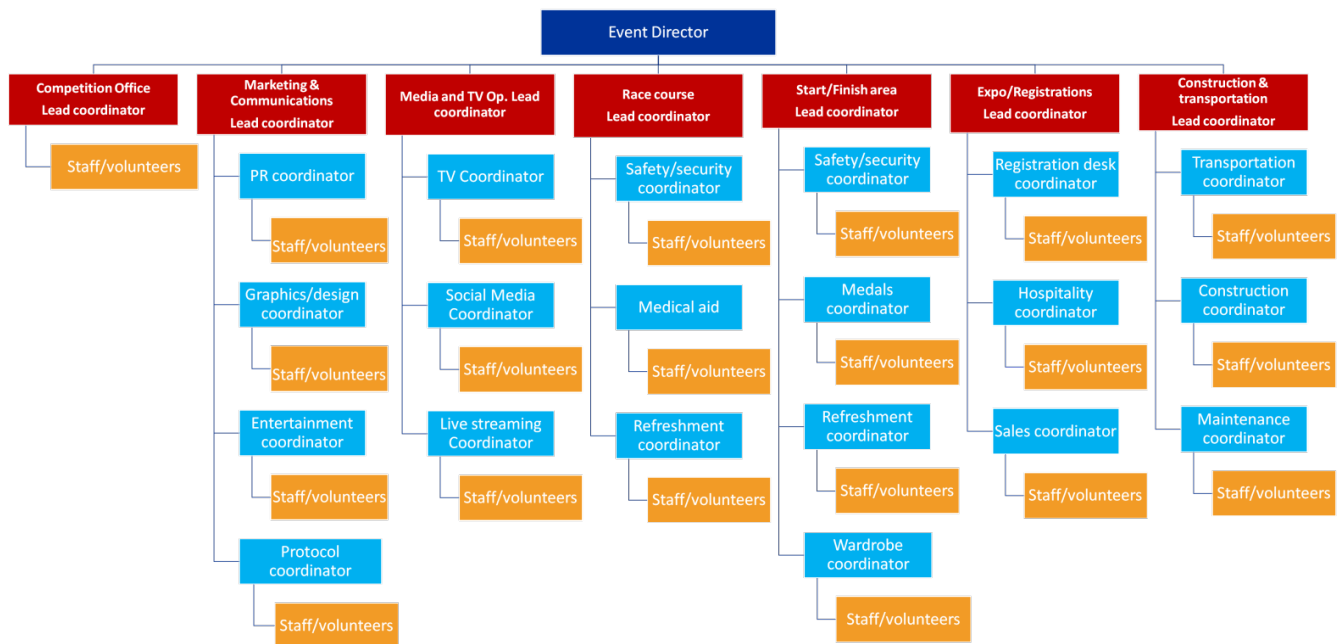 Event Director
Competition Office
Lead coordinator
Staff/volunteers
Marketing &
Communications
Lead coordinator
PR coordinator
Staff/volunteers
Graphics/design
coordinator
Staff/volunteers
Entertainment
coordinator
Staff/volunteers
Protocol
coordinator
Staff/volunteers
Media and TV Op. Lead
coordinator
TV Coordinator
Staff/volunteers
Social Media
Coordinator
Staff/volunteers
Live streaming
Coordinator
Staff/volunteers
Race course
Lead coordinator
Safety/security
coordinator
Staff/volunteers
Medical aid
Staff/volunteers
Refreshment
coordinator
Staff/volunteers
Start/Finish area
Lead coordinator
Safety/security
coordinator
Staff/volunteers
Medals
coordinator
Staff/volunteers
Refreshment
coordinator
Staff/volunteers
Wardrobe
coordinator
Staff/volunteers
Expo/Registrations
Lead coordinator
Registration desk
coordinator
Staff/volunteers
Hospitality
coordinator
Staff/volunteers
Sales coordinator
Staff/volunteers
Construction &
transportation
Lead coordinator
Transportation
coordinator
Staff/volunteers
Construction
coordinator
Staff/volunteers
Maintenance
coordinator
Staff/volunteers